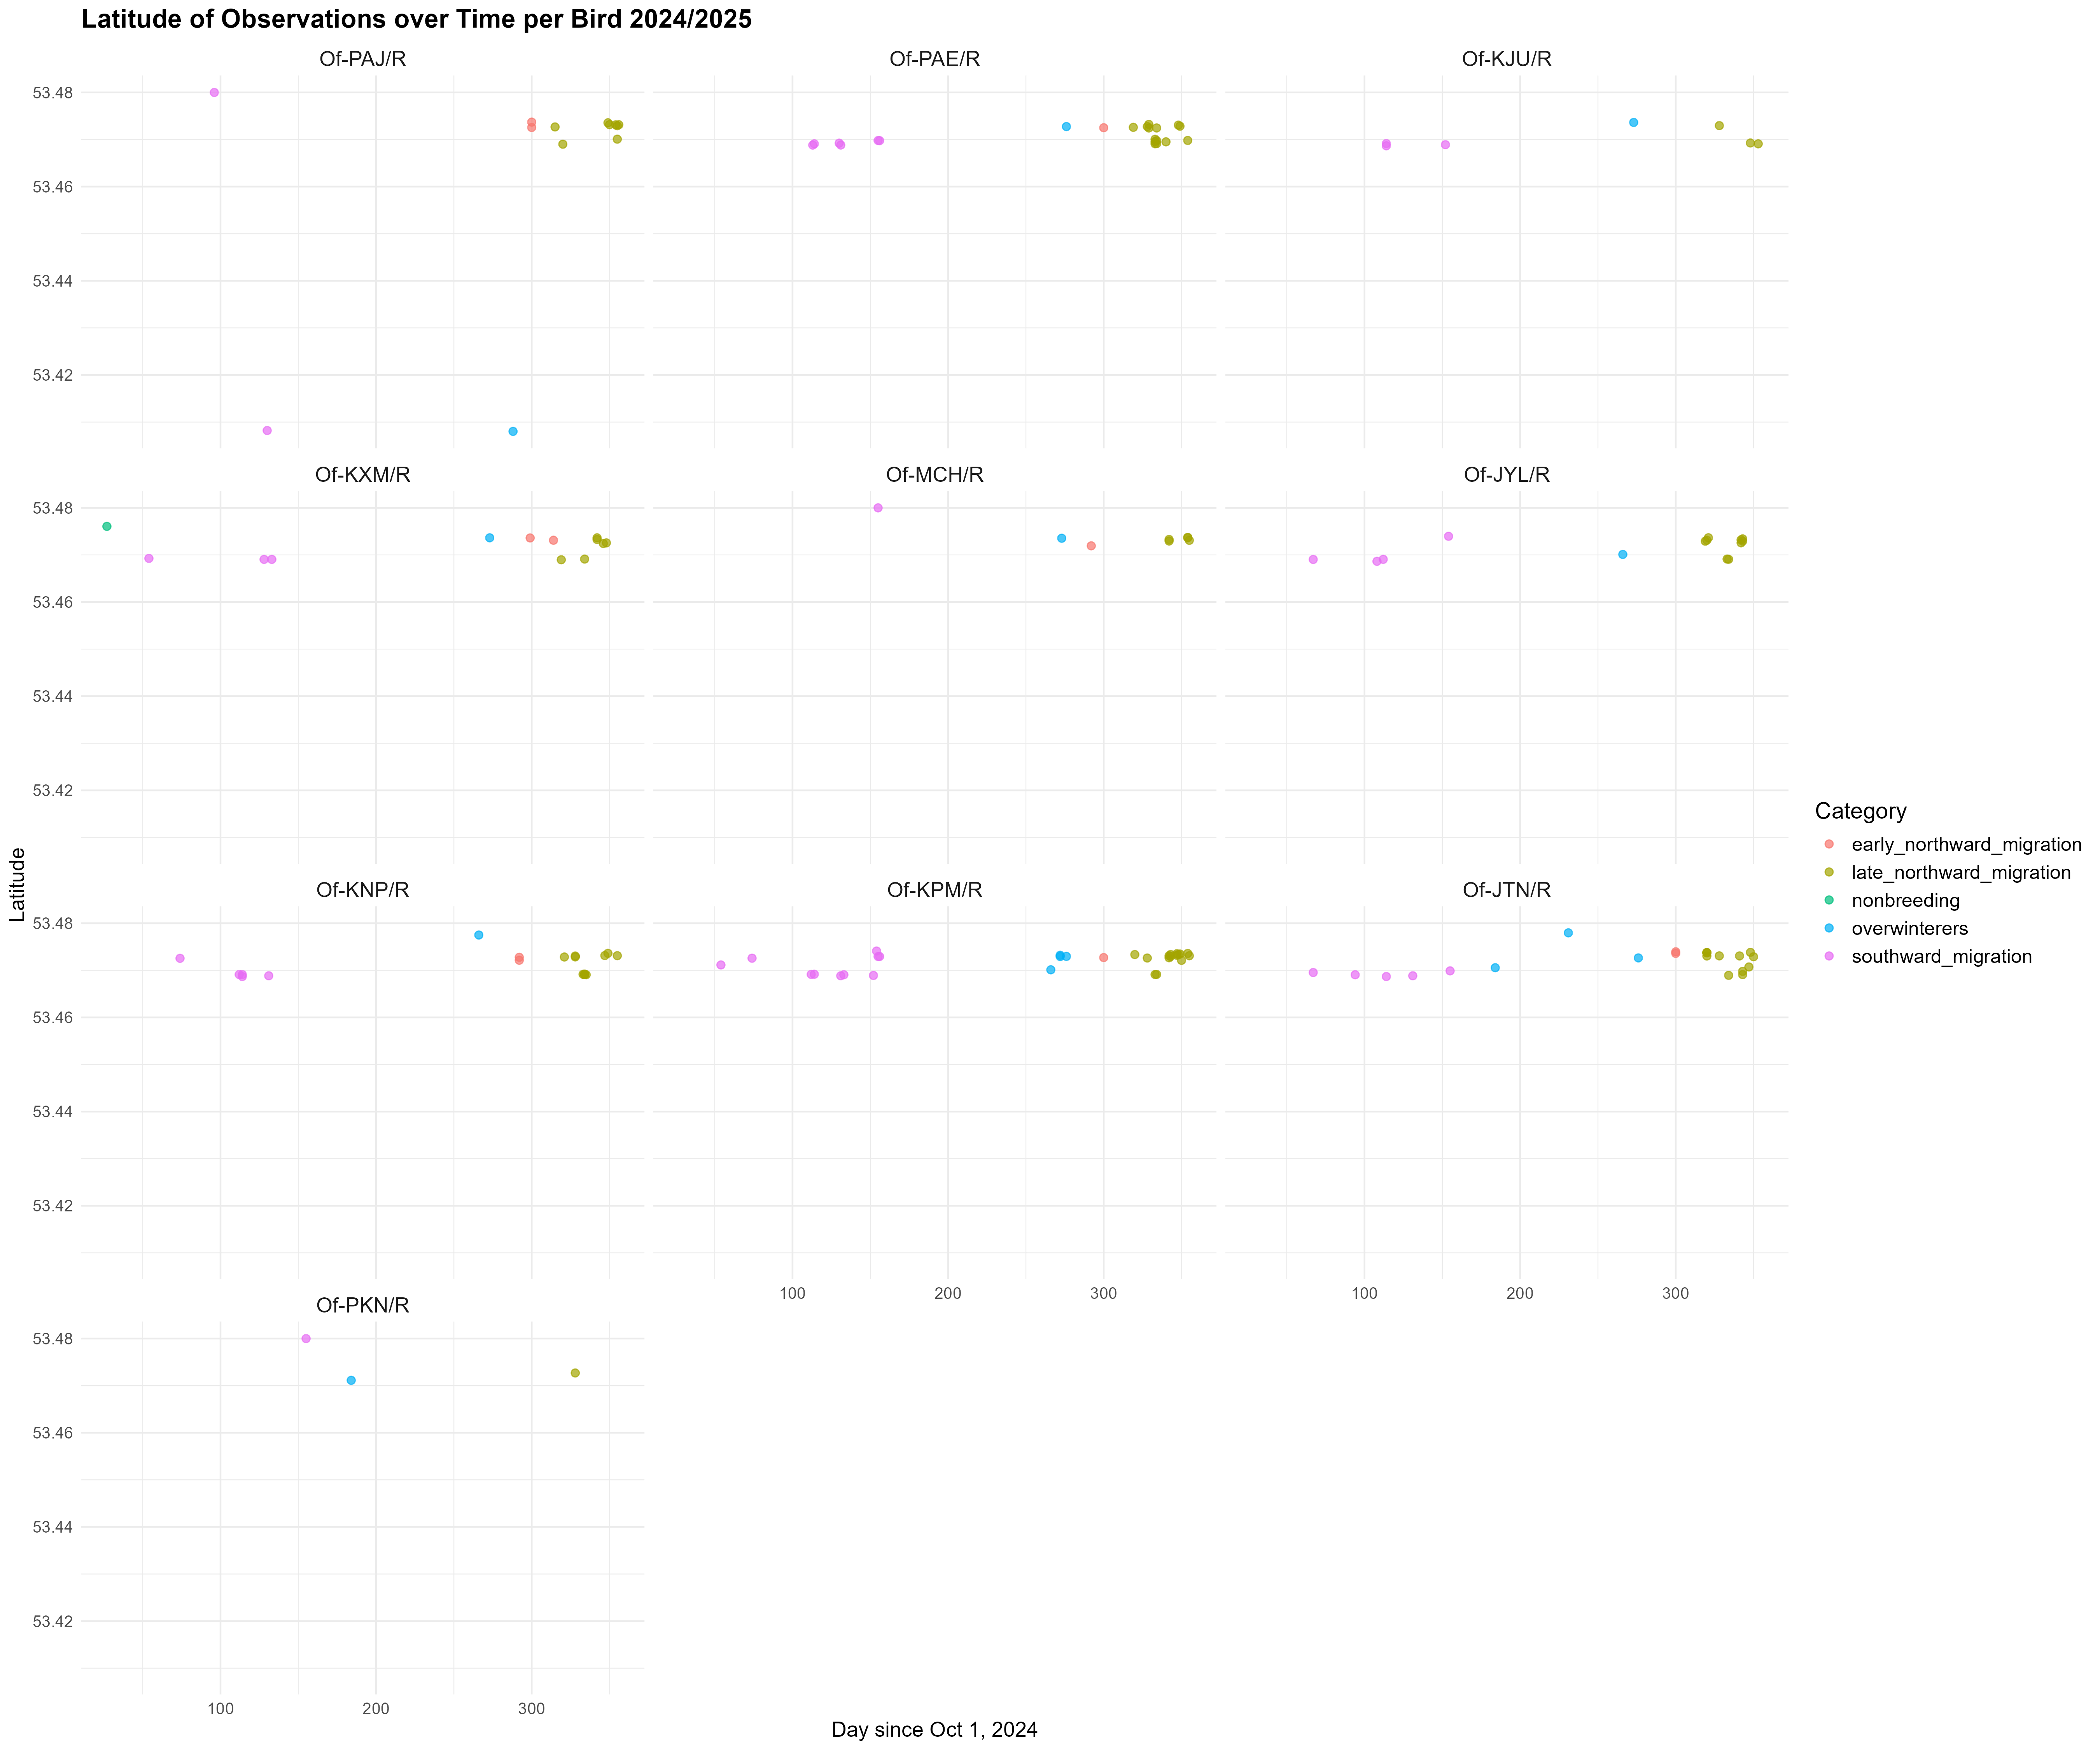 Latitude of Observations over Time per Bird 2024/2025
Of-PAJ/R Of-PAE/R Of-KJU/R
53.48
53.46
53.44
53.42
Of-KXM/R Of-MCH/R Of-JYL/R
53.48
53.46
53.44
53.42
Of-KNP/R Of-KPM/R Of-JTN/R
53.48
53.46
53.44
53.42
100 200 300 100 200 300
Of-PKN/R
53.48
53.46
53.44
53.42
100 200 300
Day since Oct 1, 2024
Latitude
Category
early_northward_migration
late_northward_migration
nonbreeding
overwinterers
southward_migration